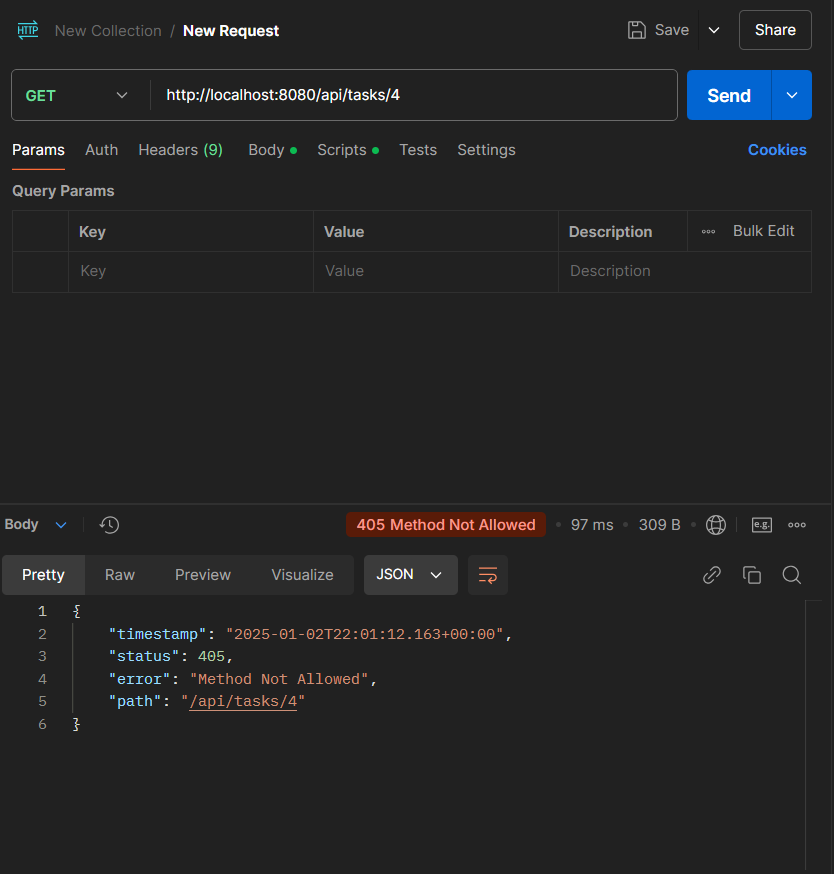 HTTP New Collection / New Request Save Share
GET http://localhost:8080/api/tasks/4 Send
Params Auth Headers (9) Body Scripts Tests Settings Cookies
Query Params
Key Value Description Bulk Edit
Key Value Description
Body 405 Method Not Allowed 97 ms 309 B e.g.
Pretty Raw Preview Visualize JSON
1 {
2 "timestamp": "2025-01-02T22:01:12.163+00:00",
3 "status": 405,
4 "error": "Method Not Allowed",
5 "path": "/api/tasks/4"
6 }